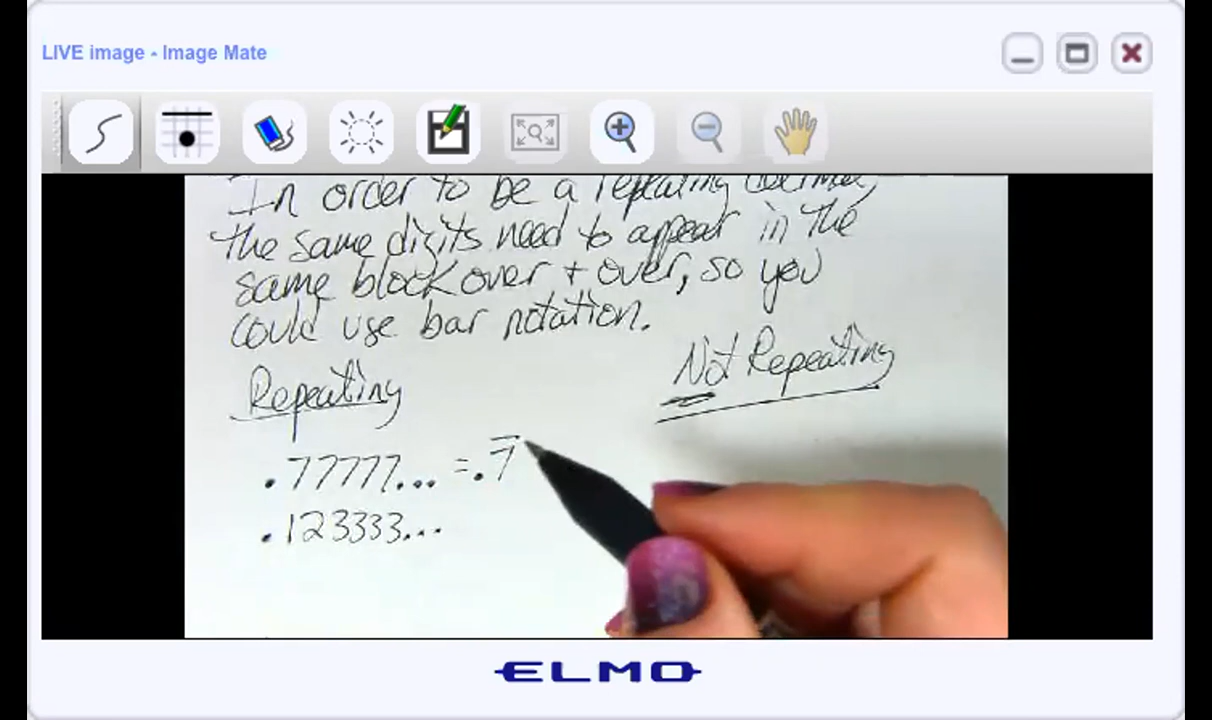 LIVE image - Image Mate
In order to be a repeating decimal,
the same digits need to appear in the
same block over + over, so you
could use bar notation.
Repeating
Not Repeating
.77777... = .7̅
.123333...
ELMO